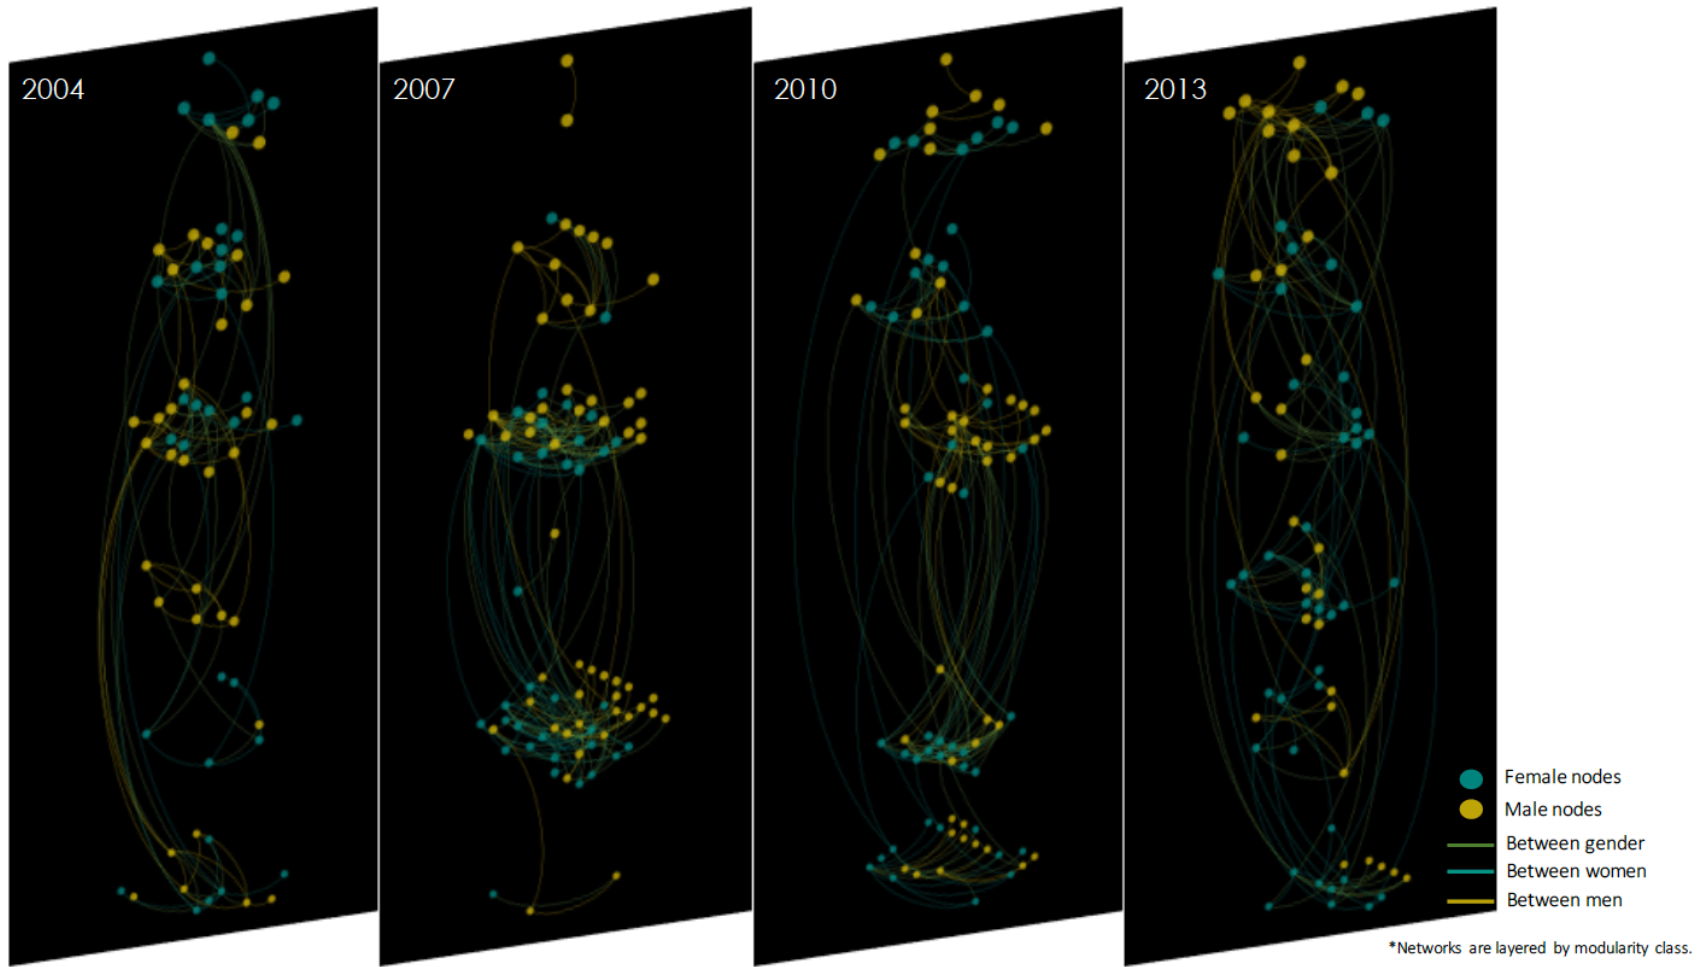 2004
2007
2010
2013
Female nodes
Male nodes
Between gender
Between women
Between men
*Networks are layered by modularity class.